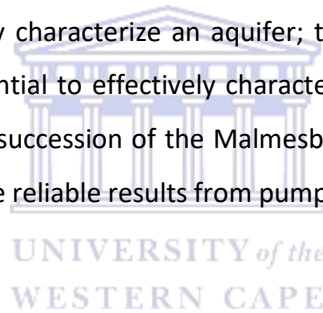 y characterize an aquifer; t
ntial to effectively characte
succession of the Malmesb
e reliable results from pump
UNIVERSITY of the
WESTERN CAPE